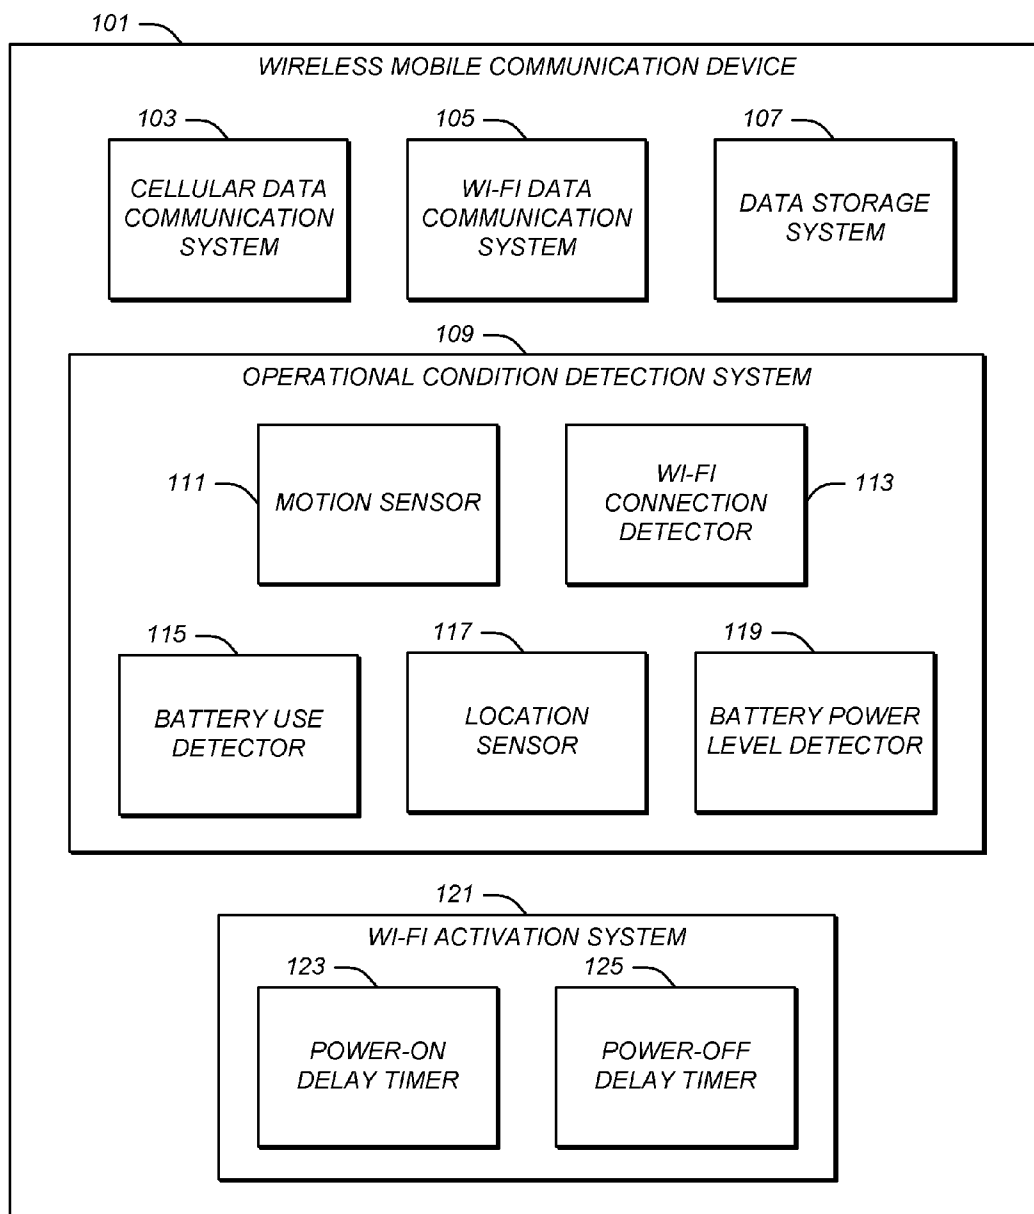 101
WIRELESS MOBILE COMMUNICATION DEVICE
103
CELLULAR DATA
COMMUNICATION
SYSTEM
105
WI-FI DATA
COMMUNICATION
SYSTEM
107
DATA STORAGE
SYSTEM
109
OPERATIONAL CONDITION DETECTION SYSTEM
111
MOTION SENSOR
WI-FI
CONNECTION
DETECTOR
113
115
BATTERY USE
DETECTOR
117
LOCATION
SENSOR
119
BATTERY POWER
LEVEL DETECTOR
121
WI-FI ACTIVATION SYSTEM
123
POWER-ON
DELAY TIMER
125
POWER-OFF
DELAY TIMER